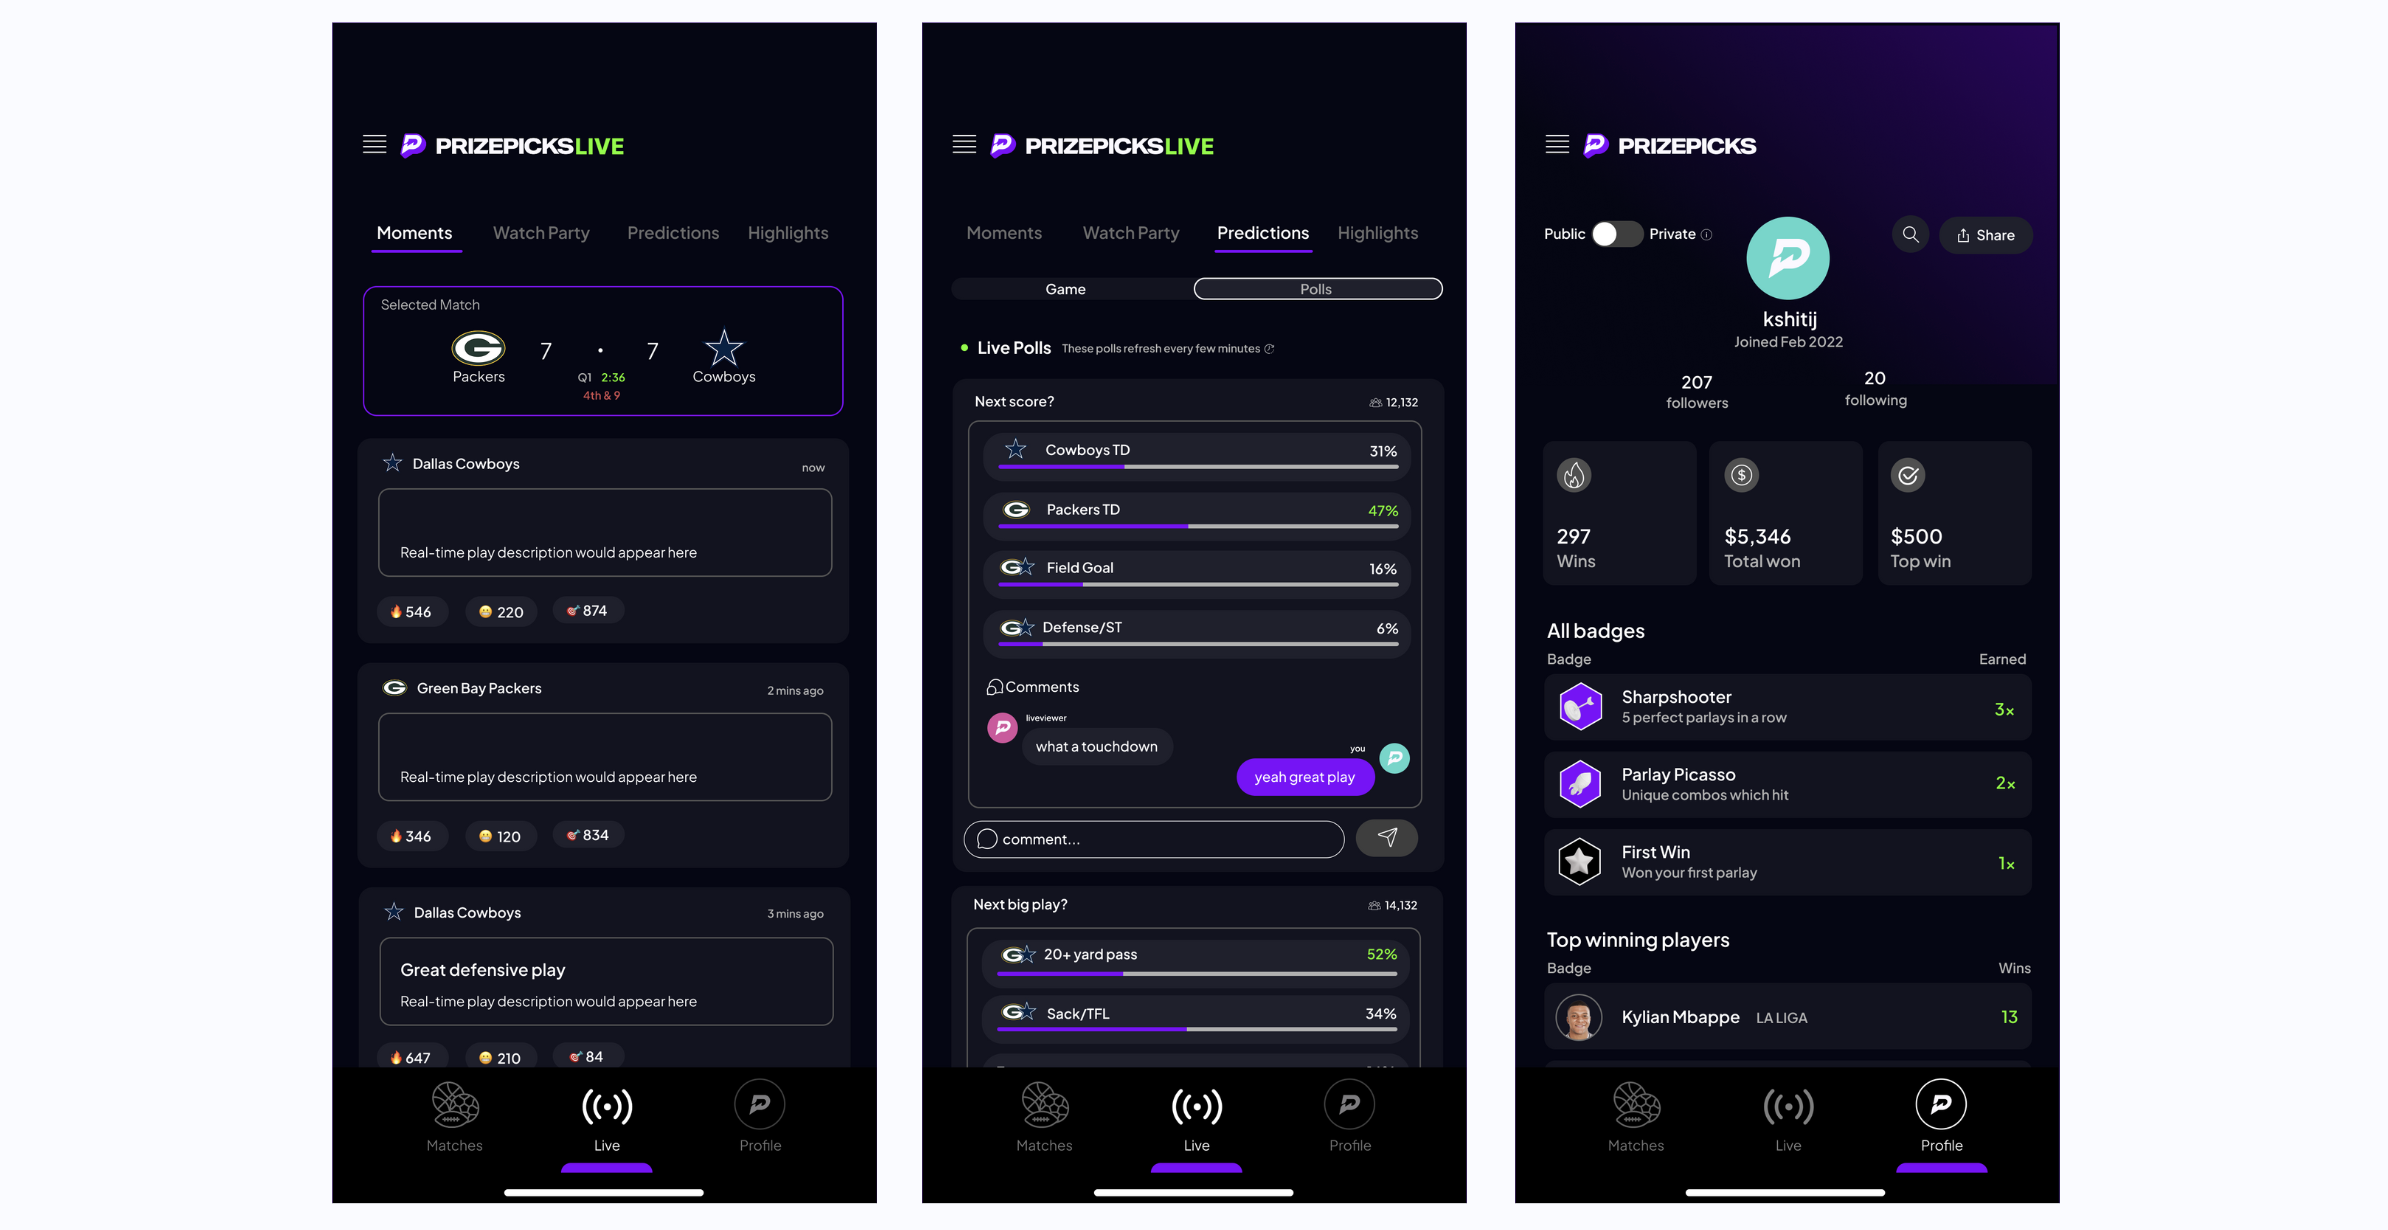 PRIZEPICKS LIVE
Moments Watch Party Predictions Highlights
Selected Match
7 · 7
Packers Q1 2:36 Cowboys
4th & 9
Dallas Cowboys now
Real-time play description would appear here
546 220 874
Green Bay Packers 2 mins ago
Real-time play description would appear here
346 120 834
Dallas Cowboys 3 mins ago
Great defensive play
Real-time play description would appear here
647 210 84
Matches Live Profile
PRIZEPICKS LIVE
Moments Watch Party Predictions Highlights
Game Polls
Live Polls These polls refresh every few minutes
Next score? 12,132
Cowboys TD 31%
Packers TD 47%
Field Goal 16%
Defense/ST 6%
Comments
liveviewer
what a touchdown
you
yeah great play
comment...
Next big play? 14,132
20+ yard pass 52%
Sack/TFL 34%
Matches Live Profile
PRIZEPICKS
Public Private Share
kshitij
Joined Feb 2022
207 20
followers following
297 $5,346 $500
Wins Total won Top win
All badges
Badge Earned
Sharpshooter 3×
5 perfect parlays in a row
Parlay Picasso 2×
Unique combos which hit
First Win 1×
Won your first parlay
Top winning players
Badge Wins
Kylian Mbappe LA LIGA 13
Matches Live Profile